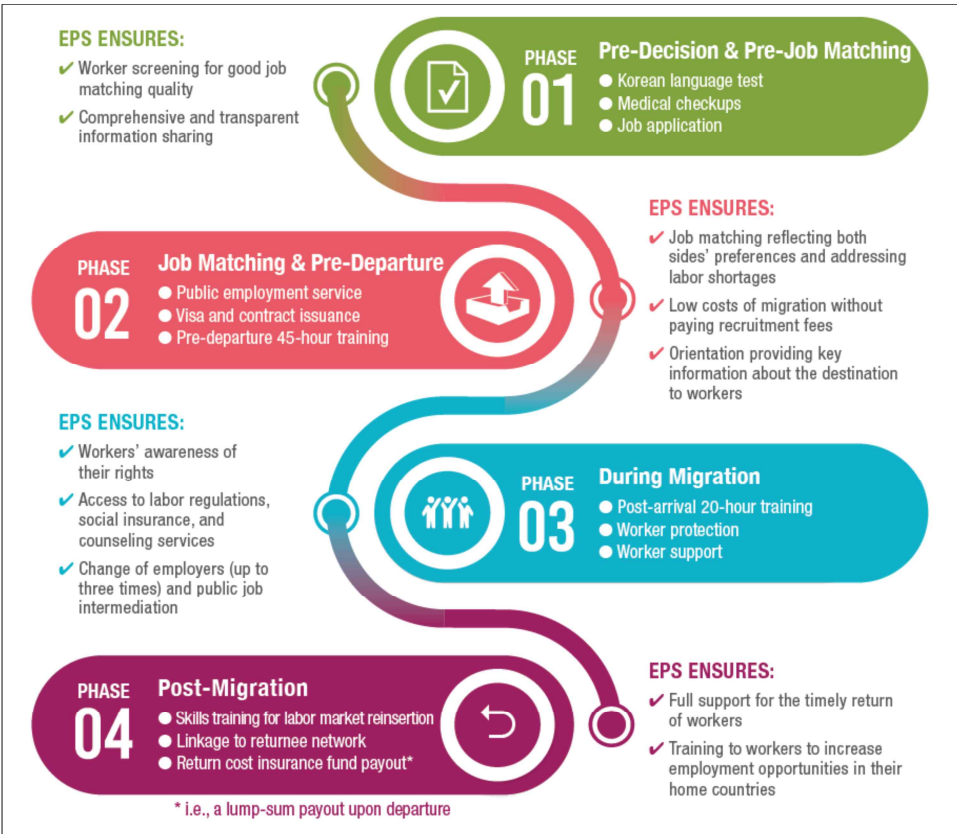 EPS ENSURES:
✔ Worker screening for good job
matching quality
✔ Comprehensive and transparent
information sharing
PHASE
01
Pre-Decision & Pre-Job Matching
● Korean language test
● Medical checkups
● Job application
PHASE
02
Job Matching & Pre-Departure
● Public employment service
● Visa and contract issuance
● Pre-departure 45-hour training
EPS ENSURES:
✔ Job matching reflecting both
sides’ preferences and addressing
labor shortages
✔ Low costs of migration without
paying recruitment fees
✔ Orientation providing key
information about the destination
to workers
EPS ENSURES:
✔ Workers’ awareness of
their rights
✔ Access to labor regulations,
social insurance, and
counseling services
✔ Change of employers (up to
three times) and public job
intermediation
PHASE
03
During Migration
● Post-arrival 20-hour training
● Worker protection
● Worker support
PHASE
04
Post-Migration
● Skills training for labor market reinsertion
● Linkage to returnee network
● Return cost insurance fund payout*
* i.e., a lump-sum payout upon departure
EPS ENSURES:
✔ Full support for the timely return
of workers
✔ Training to workers to increase
employment opportunities in their
home countries